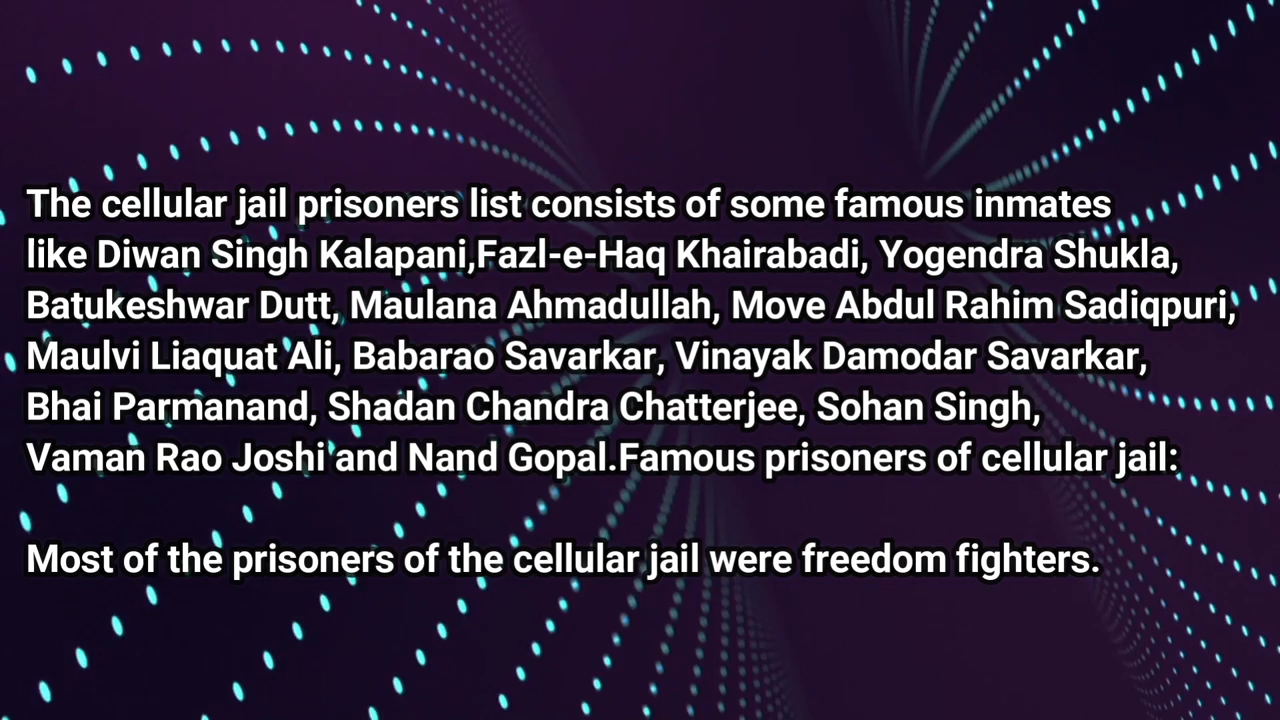 The cellular jail prisoners list consists of some famous inmates
like Diwan Singh Kalapani,Fazl-e-Haq Khairabadi, Yogendra Shukla,
Batukeshwar Dutt, Maulana Ahmadullah, Move Abdul Rahim Sadiqpuri,
Maulvi Liaquat Ali, Babarao Savarkar, Vinayak Damodar Savarkar,
Bhai Parmanand, Shadan Chandra Chatterjee, Sohan Singh,
Vaman Rao Joshi and Nand Gopal.Famous prisoners of cellular jail:
Most of the prisoners of the cellular jail were freedom fighters.